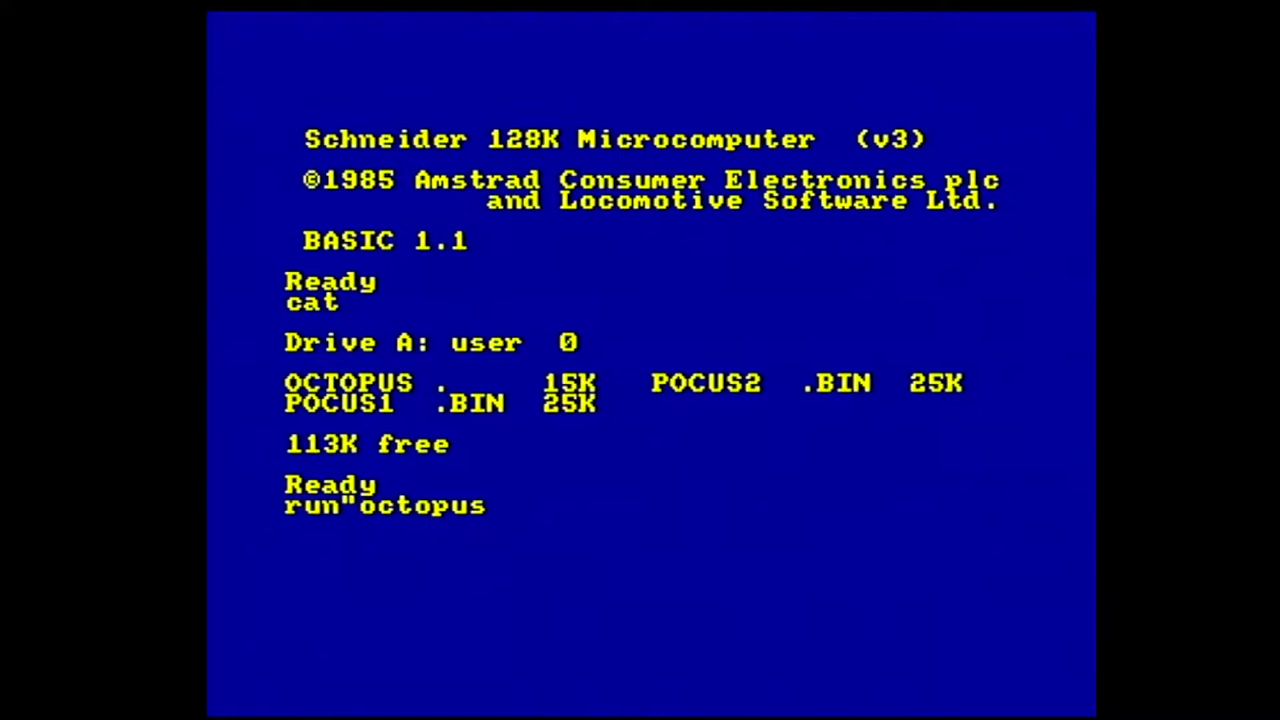 Schneider 128K Microcomputer  (v3)
©1985 Amstrad Consumer Electronics plc
and Locomotive Software Ltd.
BASIC 1.1
Ready
cat
Drive A: user  0
OCTOPUS .     15K   POCUS2  .BIN  25K
POCUS1  .BIN  25K
113K free
Ready
run"octopus